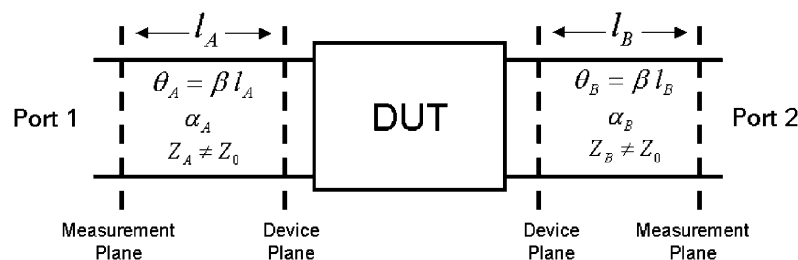 l_A
l_B
θ_A = β l_A
α_A
Z_A ≠ Z_0
θ_B = β l_B
α_B
Z_B ≠ Z_0
Port 1
DUT
Port 2
Measurement
Plane
Device
Plane
Device
Plane
Measurement
Plane